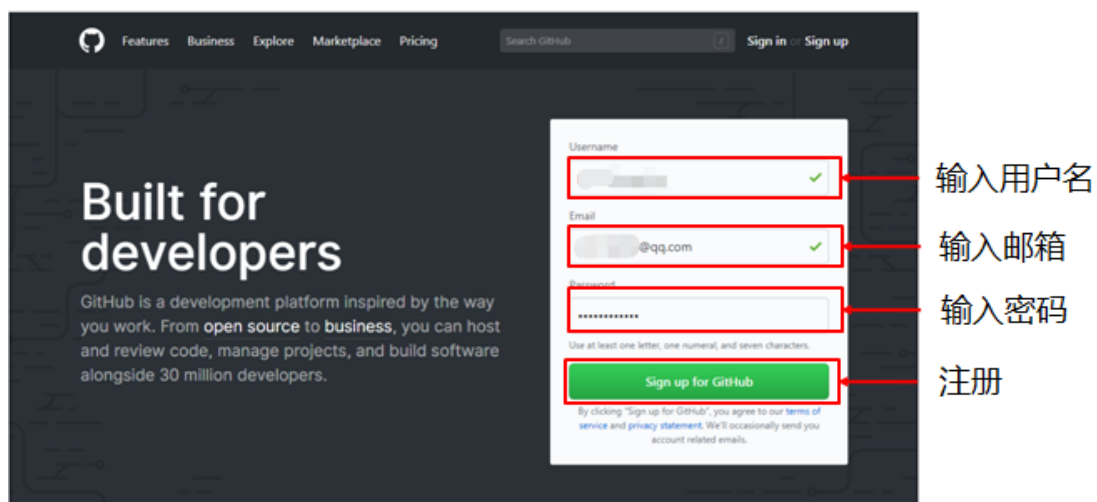 Features Business Explore Marketplace Pricing Search GitHub / Sign in or Sign up
Built for
developers
GitHub is a development platform inspired by the way
you work. From open source to business, you can host
and review code, manage projects, and build software
alongside 30 million developers.
Username
Email
@qq.com
Password
Use at least one letter, one numeral, and seven characters.
Sign up for GitHub
By clicking "Sign up for GitHub", you agree to our terms of
service and privacy statement. We'll occasionally send you
account related emails.
输入用户名
输入邮箱
输入密码
注册